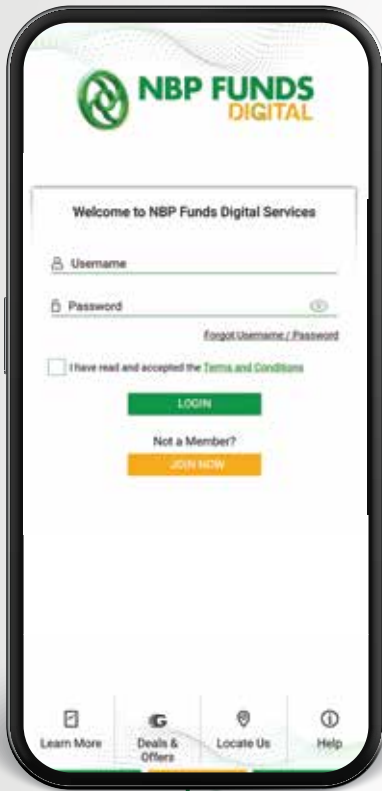 NBP FUNDS
DIGITAL
Welcome to NBP Funds Digital Services
Username
Password
Forgot Username / Password
I have read and accepted the Terms and Conditions
LOGIN
Not a Member?
JOIN NOW
Learn More
Deals &
Offers
Locate Us
Help